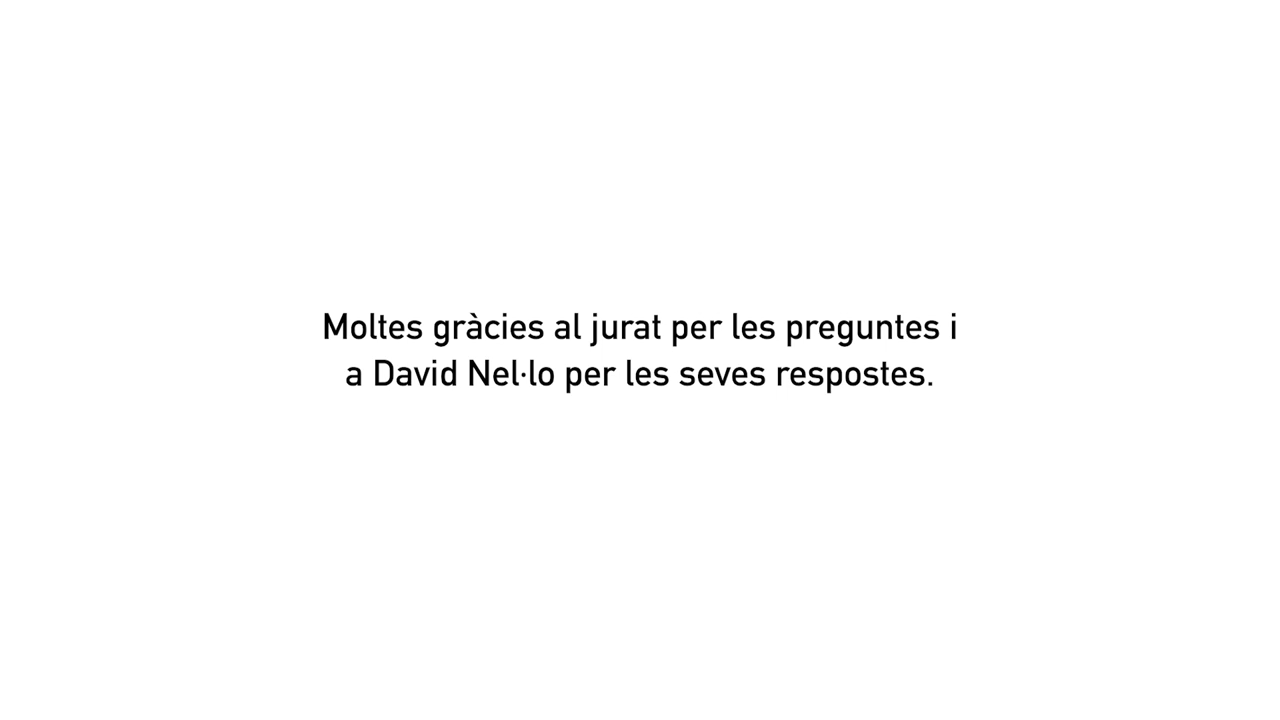 Moltes gràcies al jurat per les preguntes i
a David Nel·lo per les seves respostes.